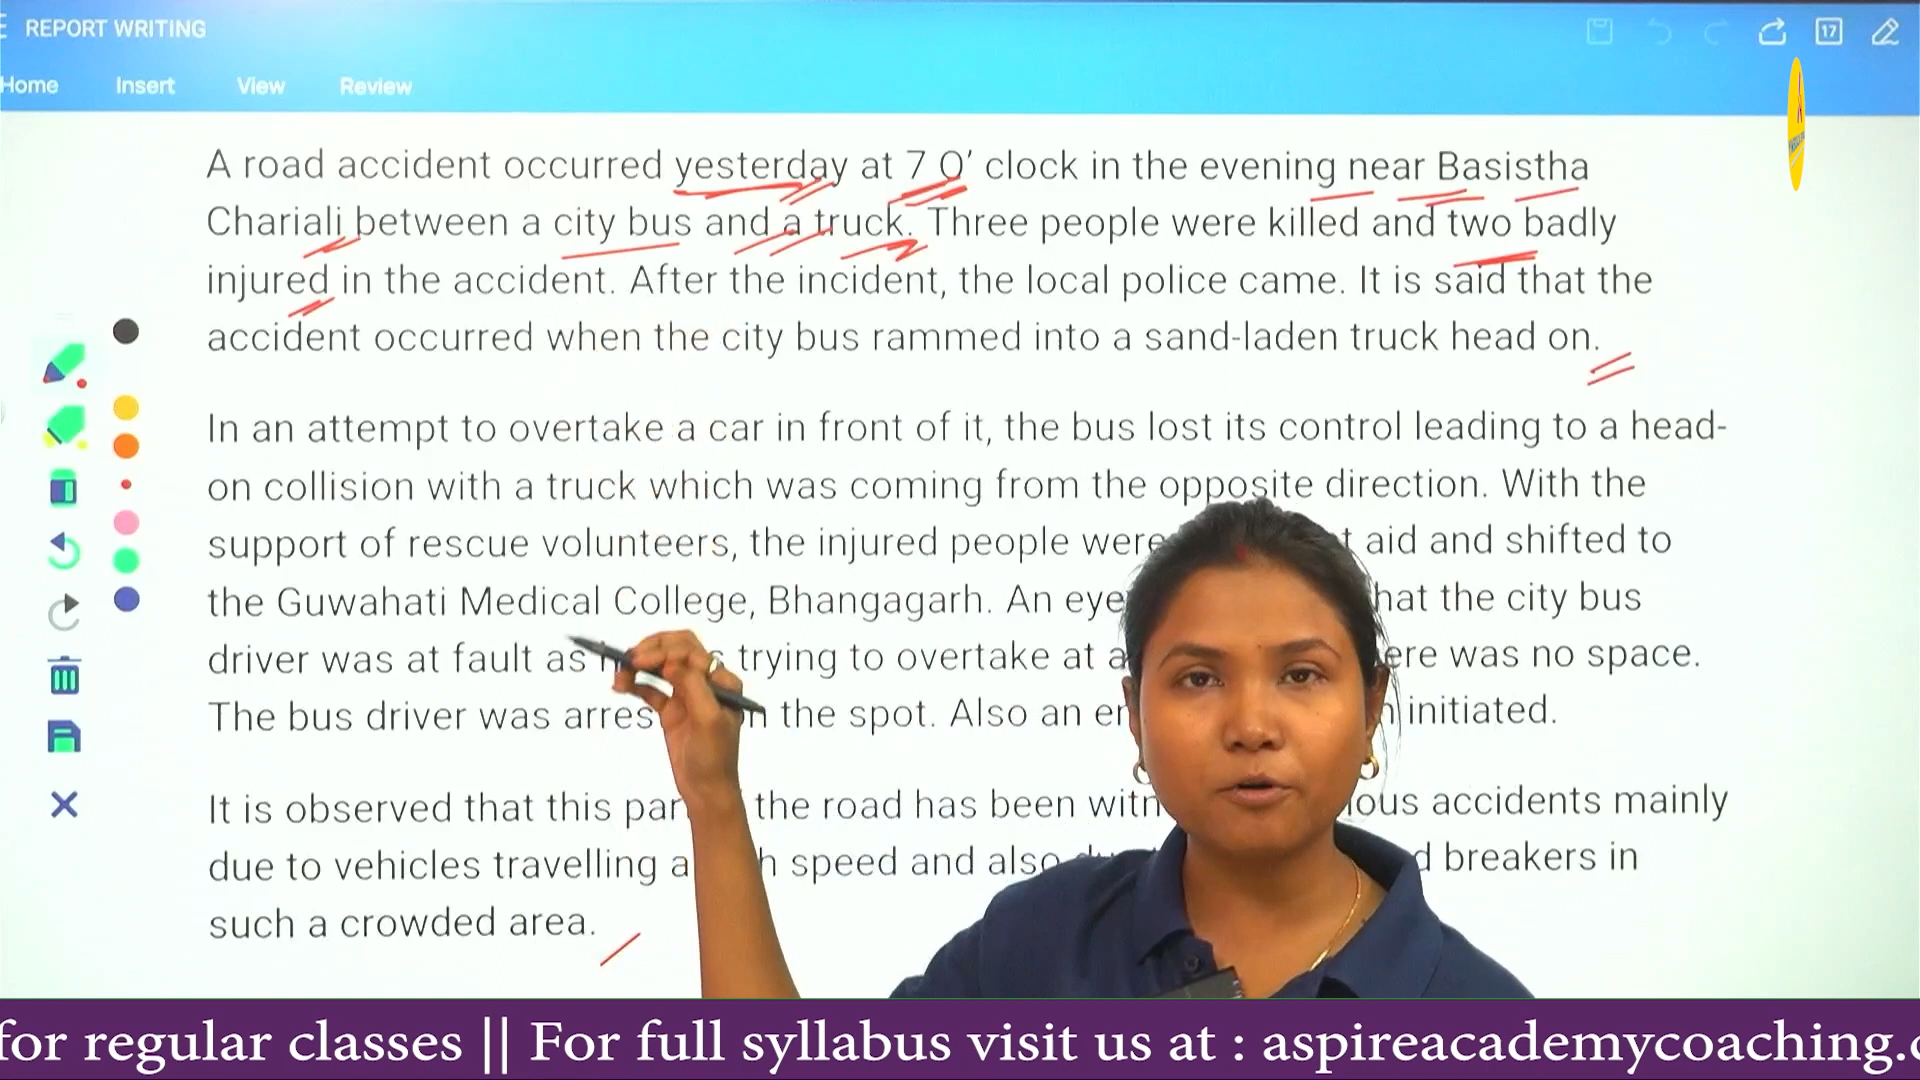 REPORT WRITING
17
Home Insert View Review
A road accident occurred yesterday at 7 O' clock in the evening near Basistha
Chariali between a city bus and a truck. Three people were killed and two badly
injured in the accident. After the incident, the local police came. It is said that the
accident occurred when the city bus rammed into a sand-laden truck head on.
In an attempt to overtake a car in front of it, the bus lost its control leading to a head-
on collision with a truck which was coming from the opposite direction. With the
support of rescue volunteers, the injured people were aid and shifted to
the Guwahati Medical College, Bhangagarh. An eye hat the city bus
driver was at fault as trying to overtake at a ere was no space.
The bus driver was arres n the spot. Also an en n initiated.
It is observed that this par the road has been witn ious accidents mainly
due to vehicles travelling a h speed and also d breakers in
such a crowded area.
for regular classes || For full syllabus visit us at : aspireacademycoaching.c